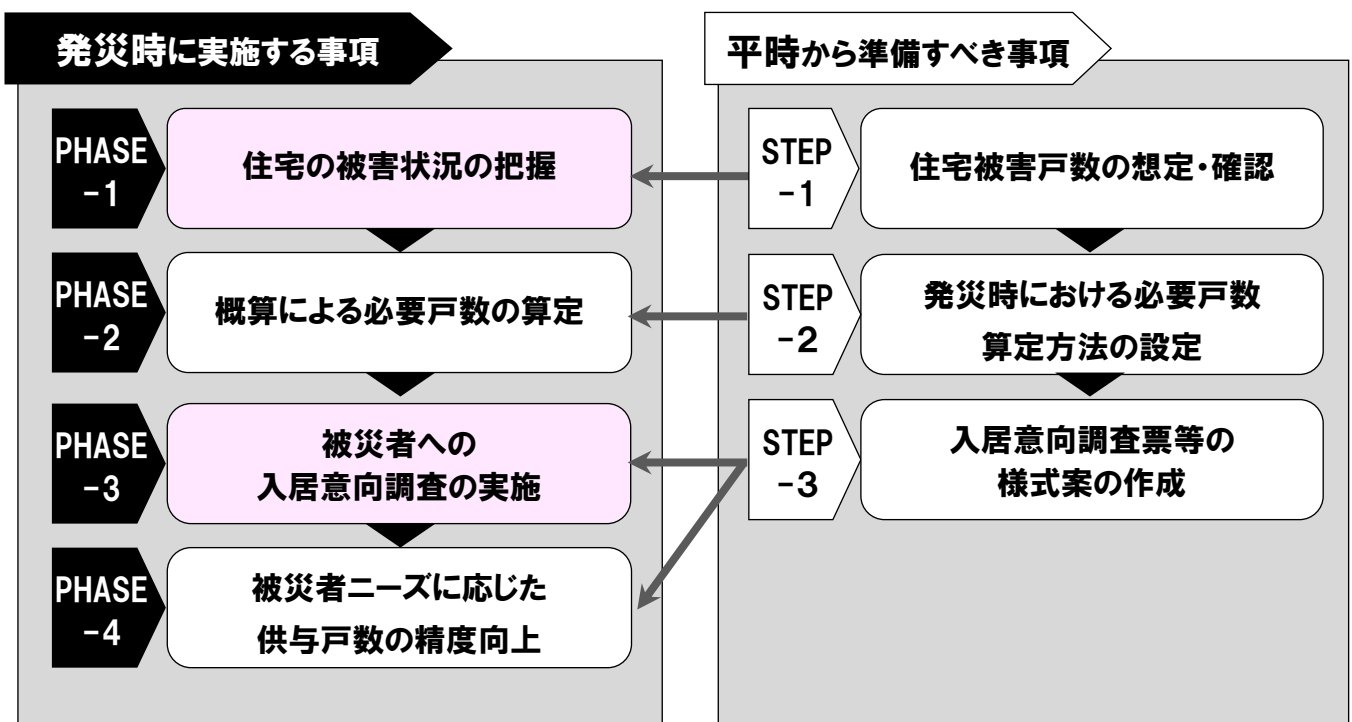 発災時に実施する事項
PHASE
-1
住宅の被害状況の把握
PHASE
-2
概算による必要戸数の算定
PHASE
-3
被災者への
入居意向調査の実施
PHASE
-4
被災者ニーズに応じた
供与戸数の精度向上
平時から準備すべき事項
STEP
-1
住宅被害戸数の想定・確認
STEP
-2
発災時における必要戸数
算定方法の設定
STEP
-3
入居意向調査票等の
様式案の作成